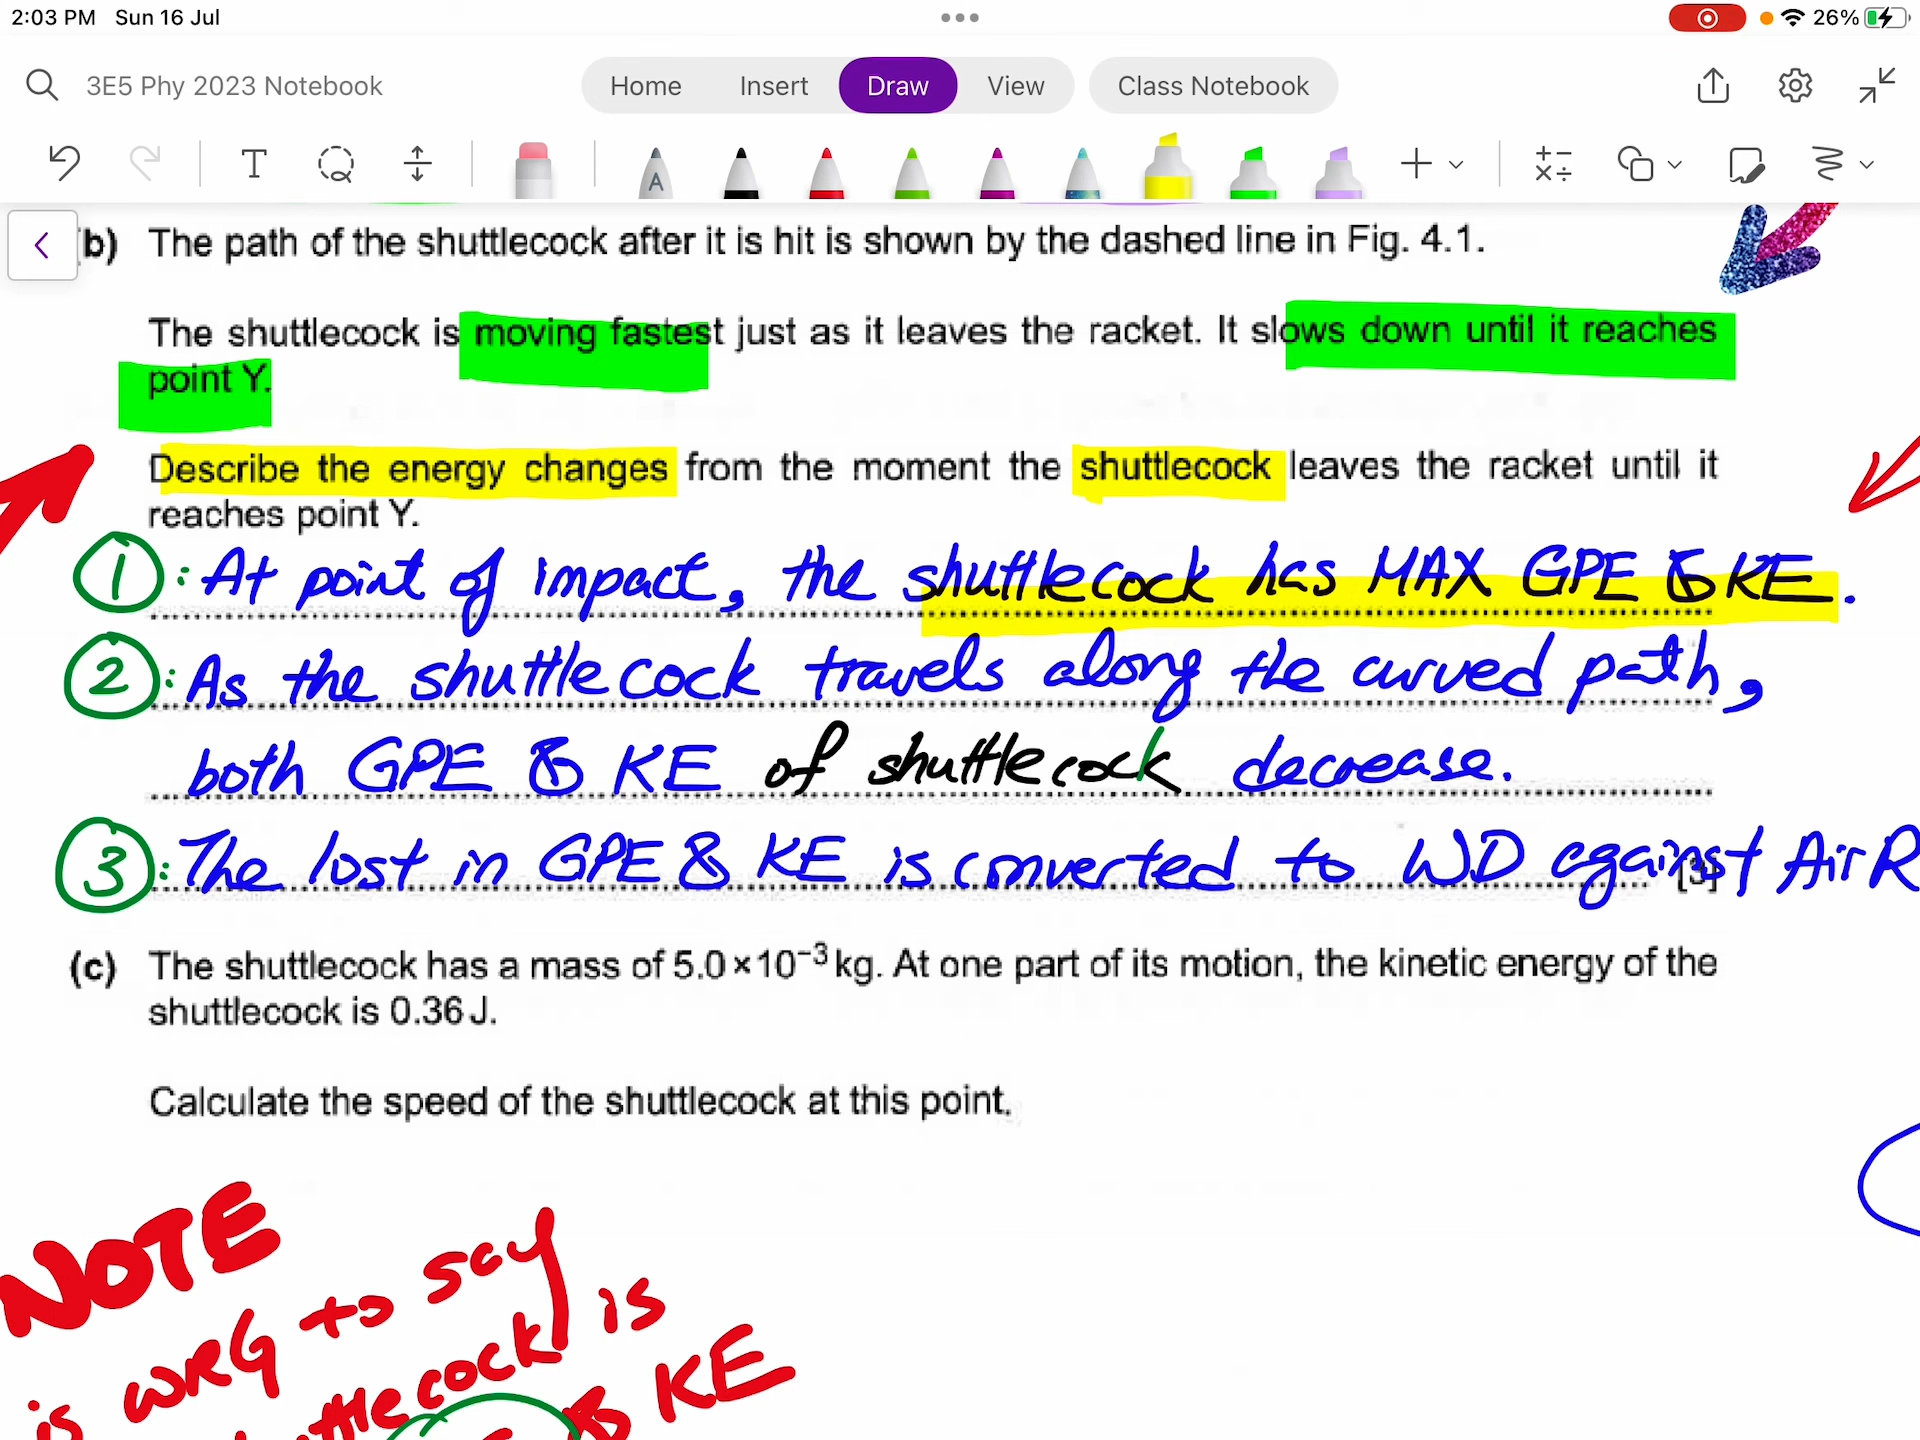 2:03 PM Sun 16 Jul
26%
3E5 Phy 2023 Notebook
Home Insert Draw View Class Notebook
T
A
b) The path of the shuttlecock after it is hit is shown by the dashed line in Fig. 4.1.
The shuttlecock is moving fastest just as it leaves the racket. It slows down until it reaches
point Y.
Describe the energy changes from the moment the shuttlecock leaves the racket until it
reaches point Y.
1: At point of impact, the shuttlecock has MAX GPE & KE.
2: As the shuttlecock travels along the curved path,
both GPE & KE of shuttlecock decrease.
3: The lost in GPE & KE is converted to WD against Air R
[3]
(c) The shuttlecock has a mass of 5.0×10⁻³ kg. At one part of its motion, the kinetic energy of the
shuttlecock is 0.36 J.
Calculate the speed of the shuttlecock at this point.
NOTE
is WRG to say
ttlecock is
& KE